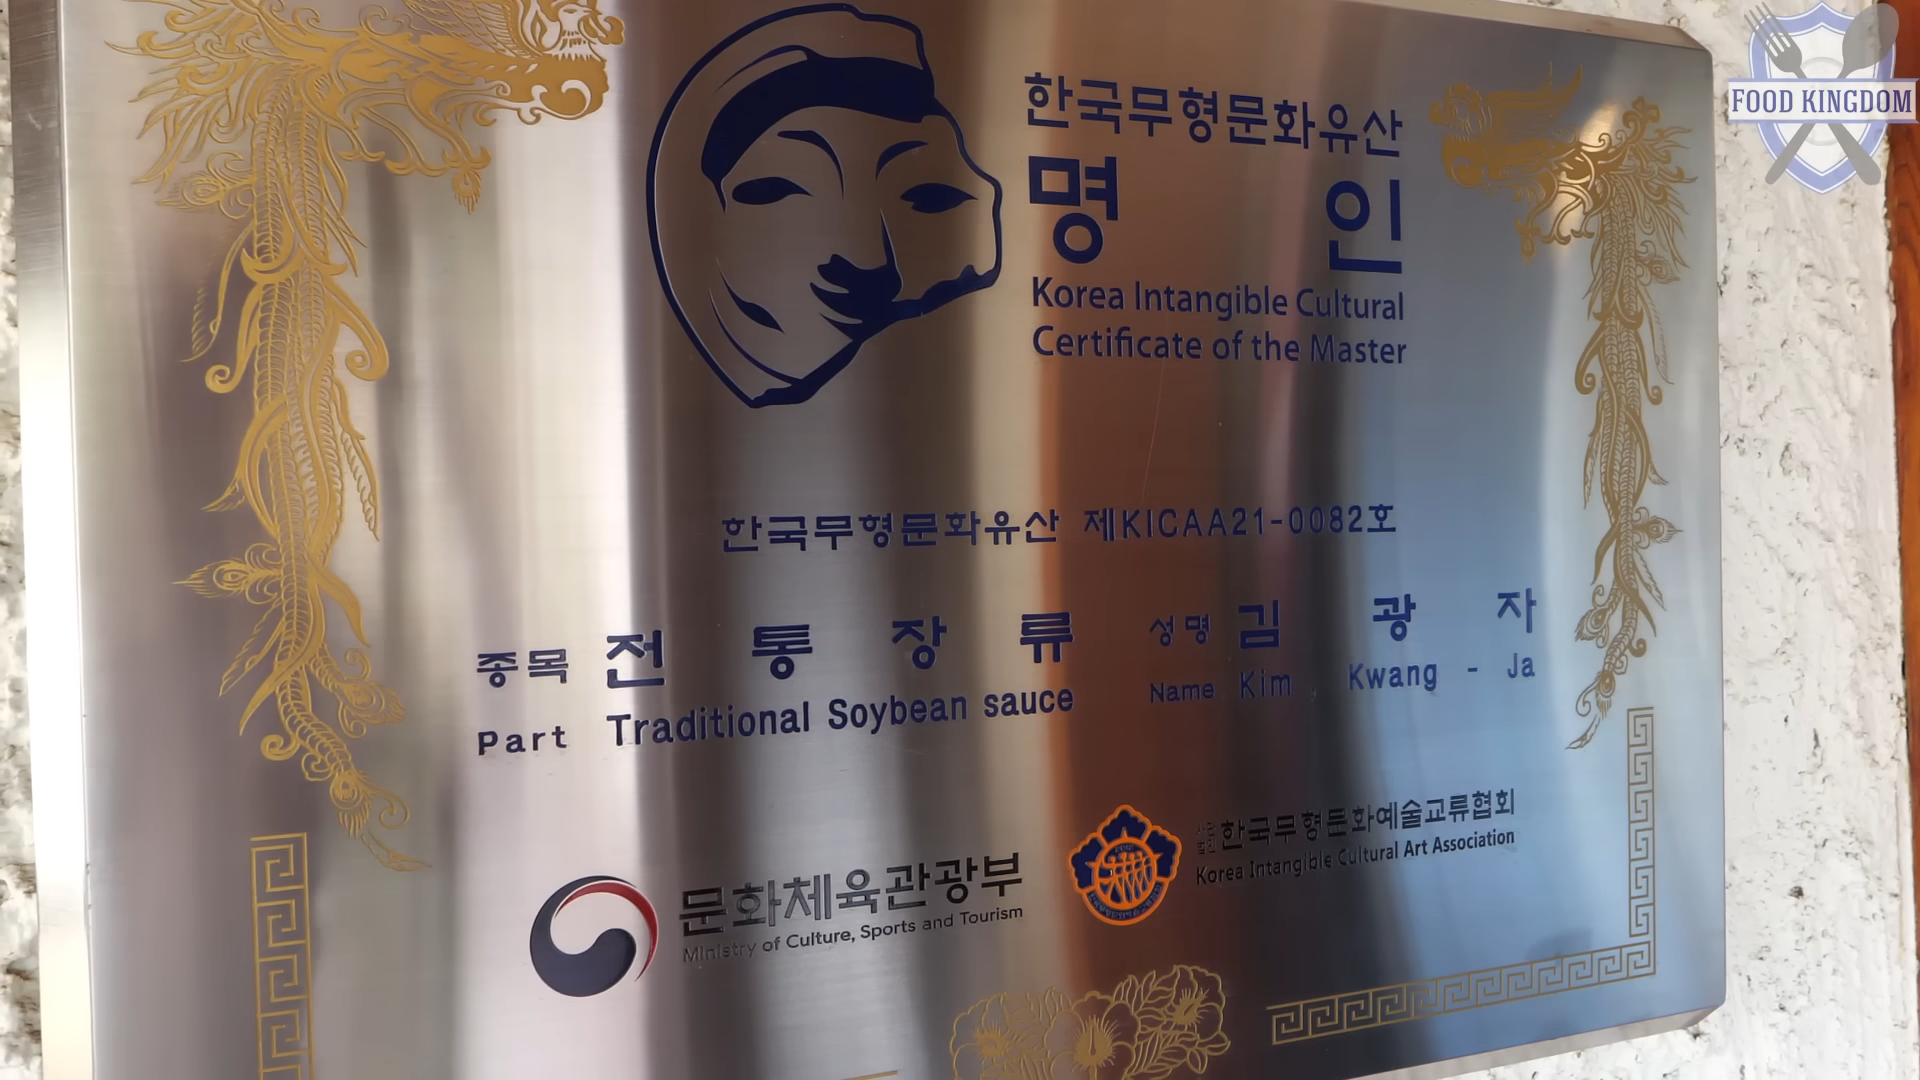 FOOD KINGDOM
한국무형문화유산
명 인
Korea Intangible Cultural
Certificate of the Master
한국무형문화유산 제KICAA21-0082호
종목 전 통 장 류 성명 김 광 자
Part Traditional Soybean sauce Name Kim, Kwang - Ja
문화체육관광부
Ministry of Culture, Sports and Tourism
사단법인 한국무형문화예술교류협회
Korea Intangible Cultural Art Association